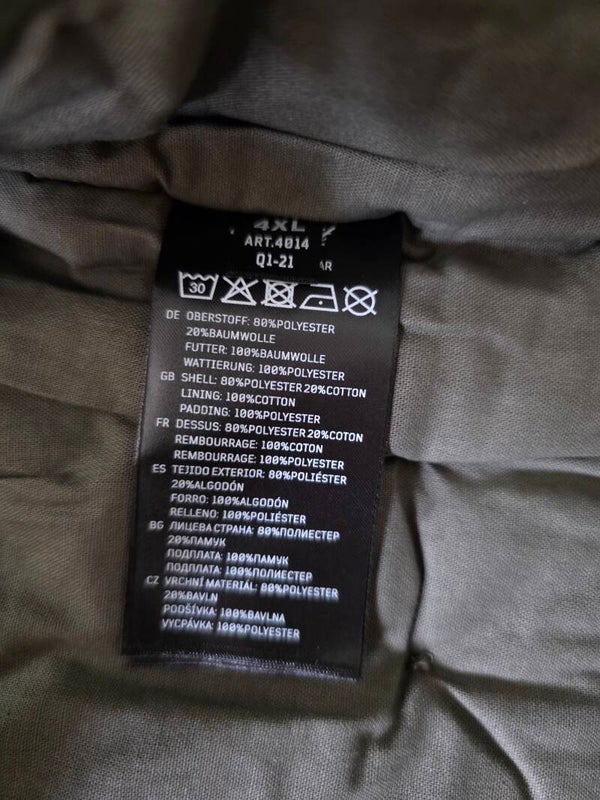 4XL
ART.4014
Q1-21
AR
30
DE OBERSTOFF: 80%POLYESTER
20%BAUMWOLLE
FUTTER: 100%BAUMWOLLE
WATTIERUNG: 100%POLYESTER
GB SHELL: 80%POLYESTER 20%COTTON
LINING: 100%COTTON
PADDING: 100%POLYESTER
FR DESSUS: 80%POLYESTER 20%COTON
REMBOURRAGE: 100%COTON
REMBOURRAGE: 100%POLYESTER
ES TEJIDO EXTERIOR: 80%POLIÉSTER
20%ALGODÓN
FORRO: 100%ALGODÓN
RELLENO: 100%POLIÉSTER
BG ЛИЦЕВА СТРАНА: 80%ПОЛИЕСТЕР
20%ПАМУК
ПОДПЛАТА: 100%ПАМУК
ПОДПЛАТА: 100%ПОЛИЕСТЕР
CZ VRCHNÍ MATERIÁL: 80%POLYESTER
20%BAVLN
PODŠÍVKA: 100%BAVLNA
VYCPÁVKA: 100%POLYESTER